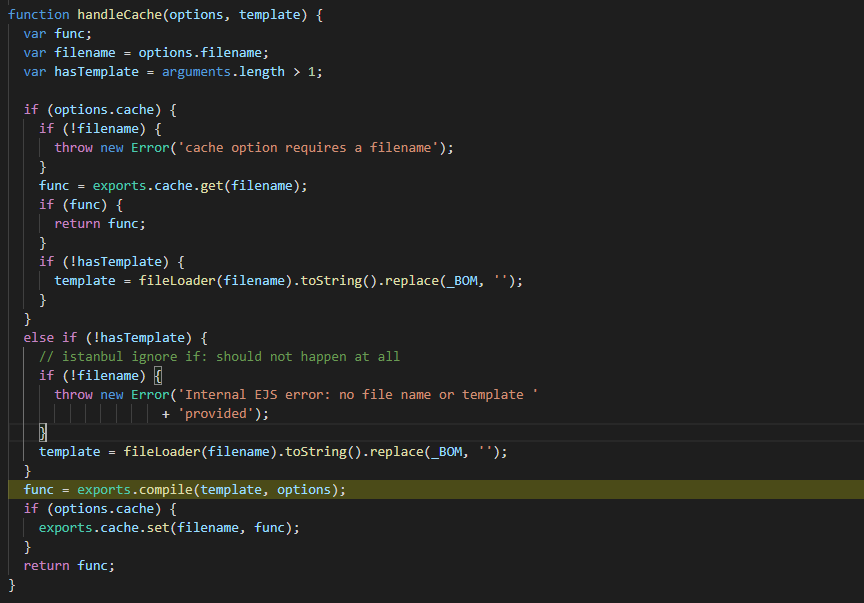 function handleCache(options, template) {
  var func;
  var filename = options.filename;
  var hasTemplate = arguments.length > 1;

  if (options.cache) {
    if (!filename) {
      throw new Error('cache option requires a filename');
    }
    func = exports.cache.get(filename);
    if (func) {
      return func;
    }
    if (!hasTemplate) {
      template = fileLoader(filename).toString().replace(_BOM, '');
    }
  }
  else if (!hasTemplate) {
    // istanbul ignore if: should not happen at all
    if (!filename) {
      throw new Error('Internal EJS error: no file name or template '
                    + 'provided');
    }
    template = fileLoader(filename).toString().replace(_BOM, '');
  }
  func = exports.compile(template, options);
  if (options.cache) {
    exports.cache.set(filename, func);
  }
  return func;
}